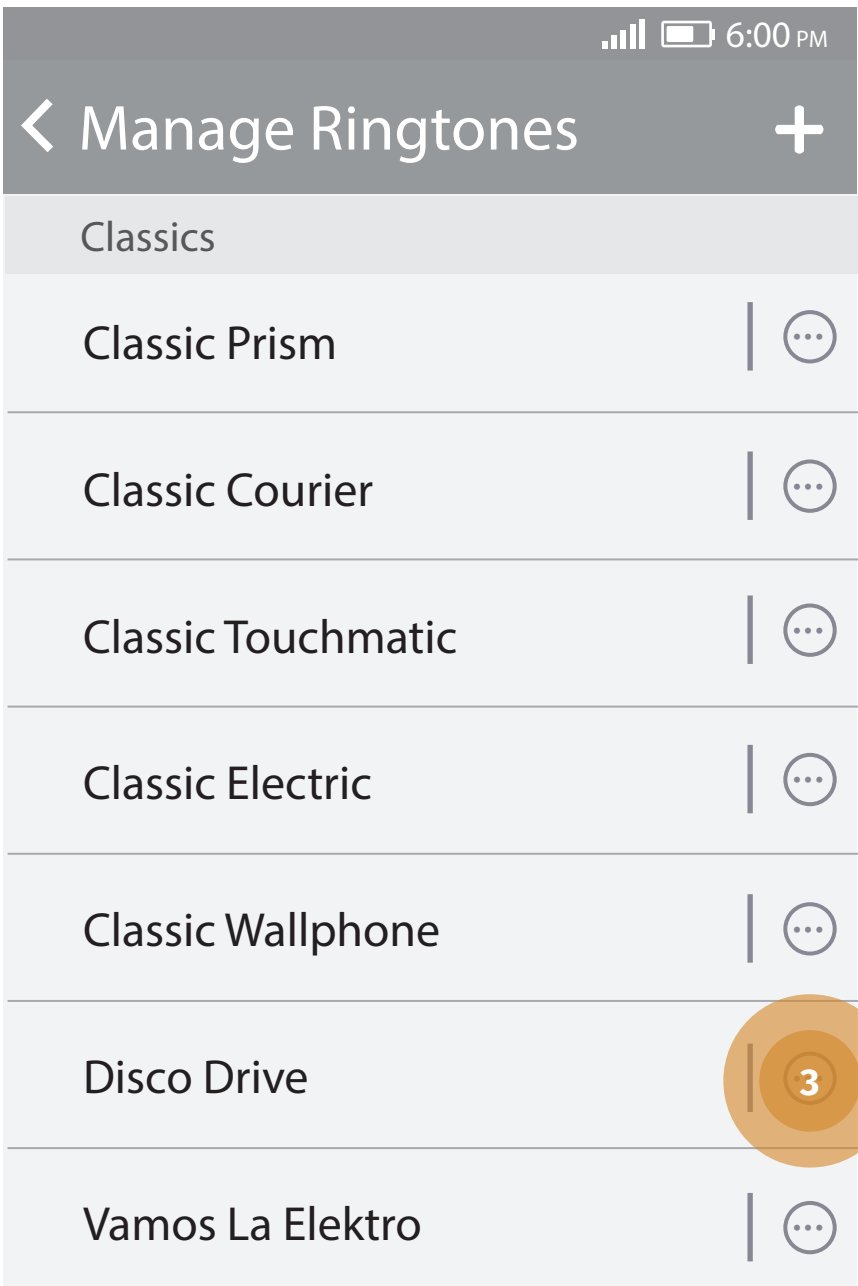 6:00 PM
Manage Ringtones
Classics
Classic Prism
Classic Courier
Classic Touchmatic
Classic Electric
Classic Wallphone
Disco Drive
3
Vamos La Elektro